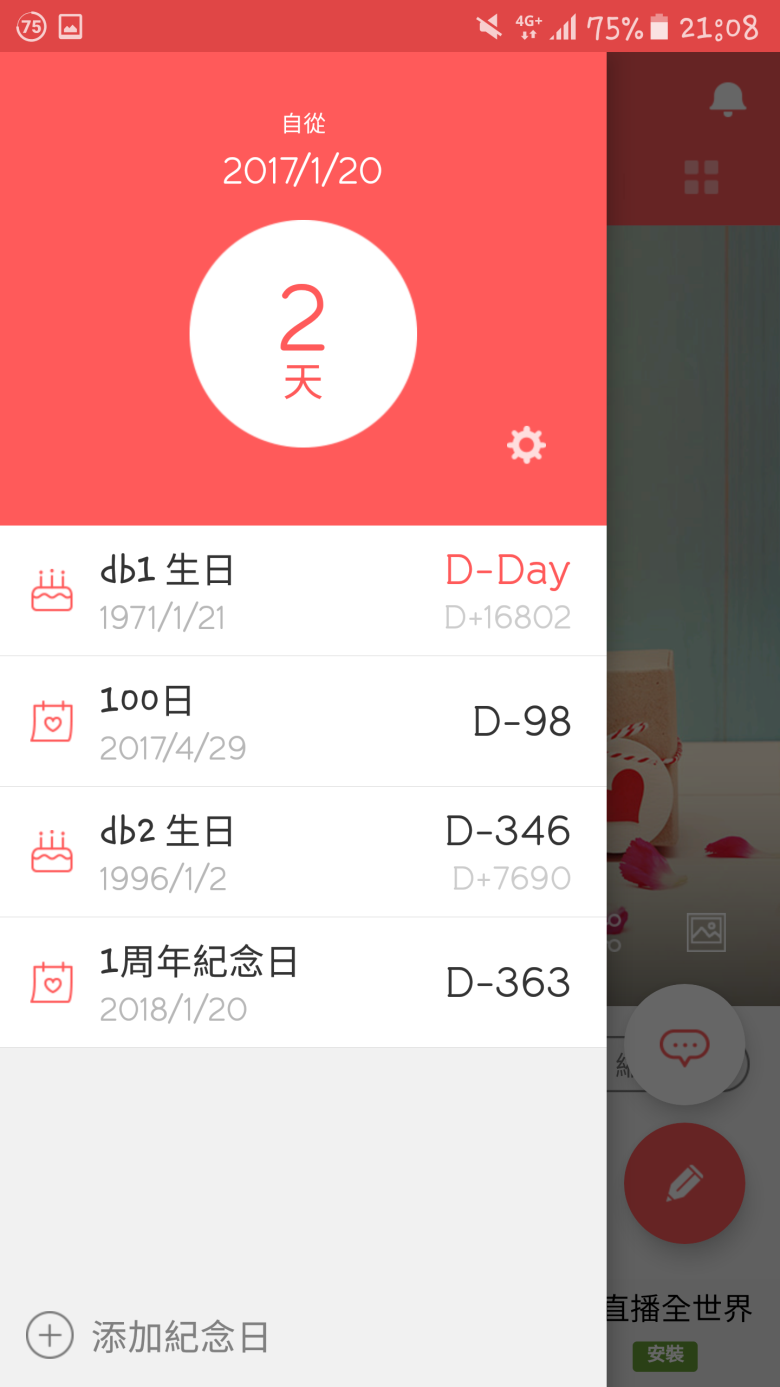 75
4G+ 75% 21:08
自從
2017/1/20
2
天
db1 生日
D-Day
1971/1/21
D+16802
100日
D-98
2017/4/29
db2 生日
D-346
1996/1/2
D+7690
1周年紀念日
D-363
2018/1/20
添加紀念日
直播全世界
安裝